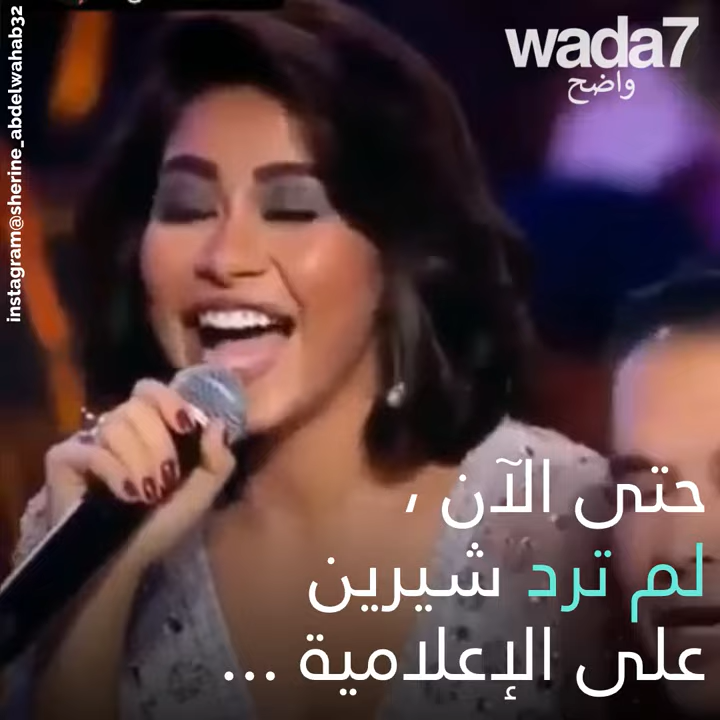 wada7
واضح
instagram@sherine_abdelwahab32
حتى الآن ،
لم ترد شيرين
على الإعلامية ...